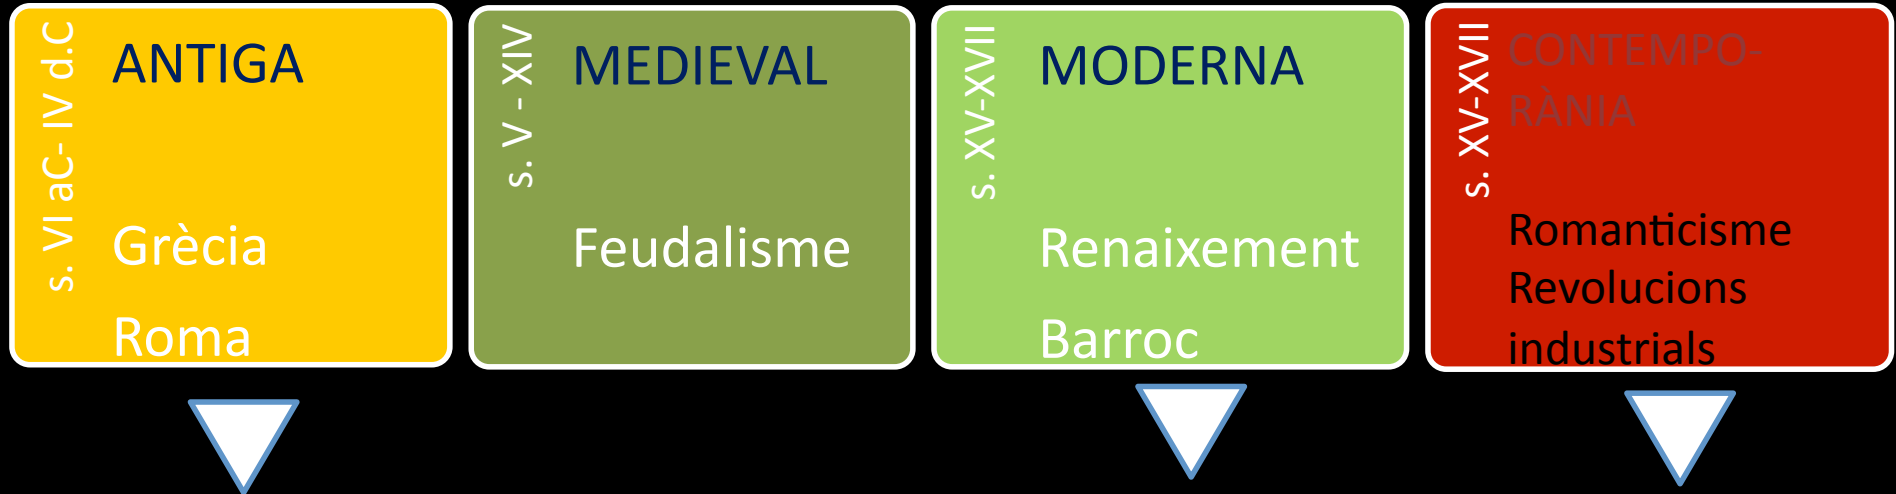 s. VI aC- IV d.C
ANTIGA
Grècia
Roma
s. V - XIV
MEDIEVAL
Feudalisme
s. XV-XVII
MODERNA
Renaixement
Barroc
s. XV-XVII
CONTEMPO-
RÀNIA
Romanticisme
Revolucions
industrials